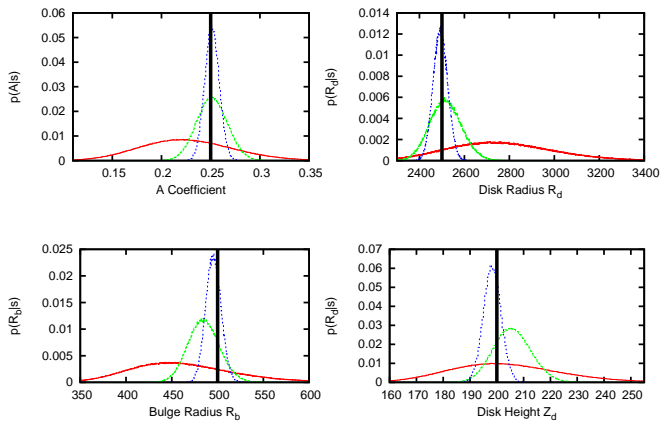 0.06
0.05
0.04
0.03
0.02
0.01
0
p(A|s)
0.15 0.2 0.25 0.3 0.35
A Coefficient
0.014
0.012
0.01
0.008
0.006
0.004
0.002
0
p(R_d|s)
2400 2600 2800 3000 3200 3400
Disk Radius R_d
0.025
0.02
0.015
0.01
0.005
0
p(R_b|s)
350 400 450 500 550 600
Bulge Radius R_b
0.07
0.06
0.05
0.04
0.03
0.02
0.01
0
p(R_d|s)
160 170 180 190 200 210 220 230 240 250
Disk Height Z_d